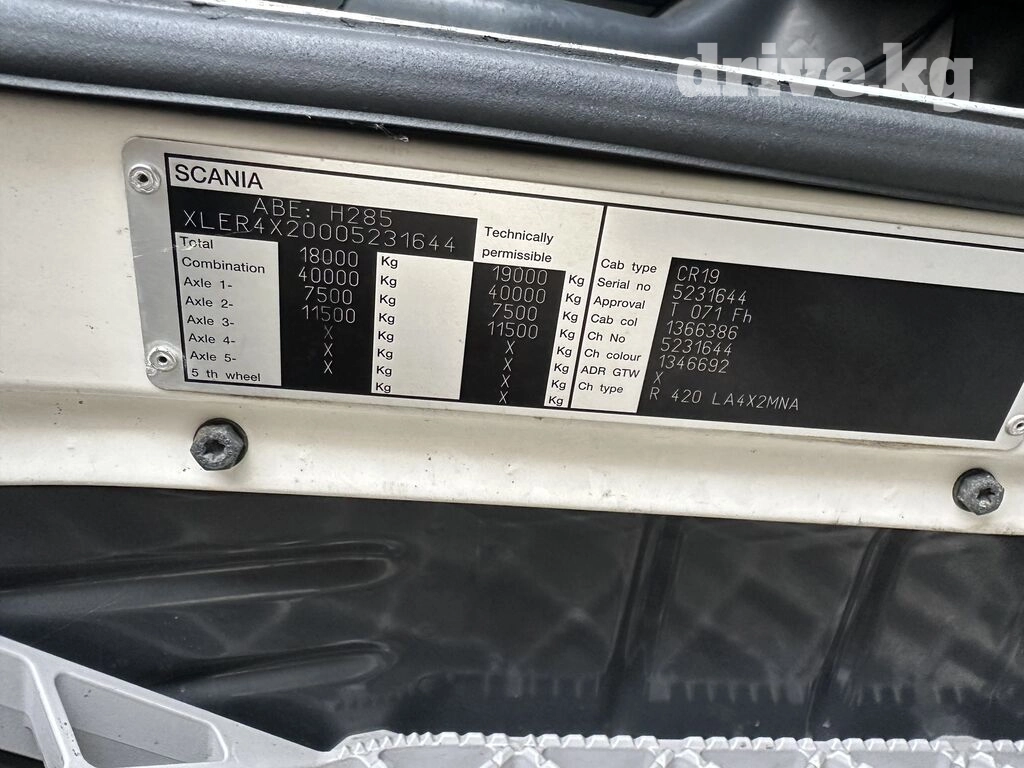 drive.kg
SCANIA
ABE: H285
XLER4X20005231644
Technically
permissible
Total 18000 Kg 19000 Kg
Combination 40000 Kg 40000 Kg
Axle 1- 7500 Kg 7500 Kg
Axle 2- 11500 Kg 11500 Kg
Axle 3- X Kg X Kg
Axle 4- X Kg X Kg
Axle 5- X Kg X Kg
5 th wheel Kg X Kg
Cab type CR19
Serial no 5231644
Approval T 071 Fh
Cab col 1366386
Ch No 5231644
Ch colour 1346692
ADR GTW X
Ch type R 420 LA4X2MNA